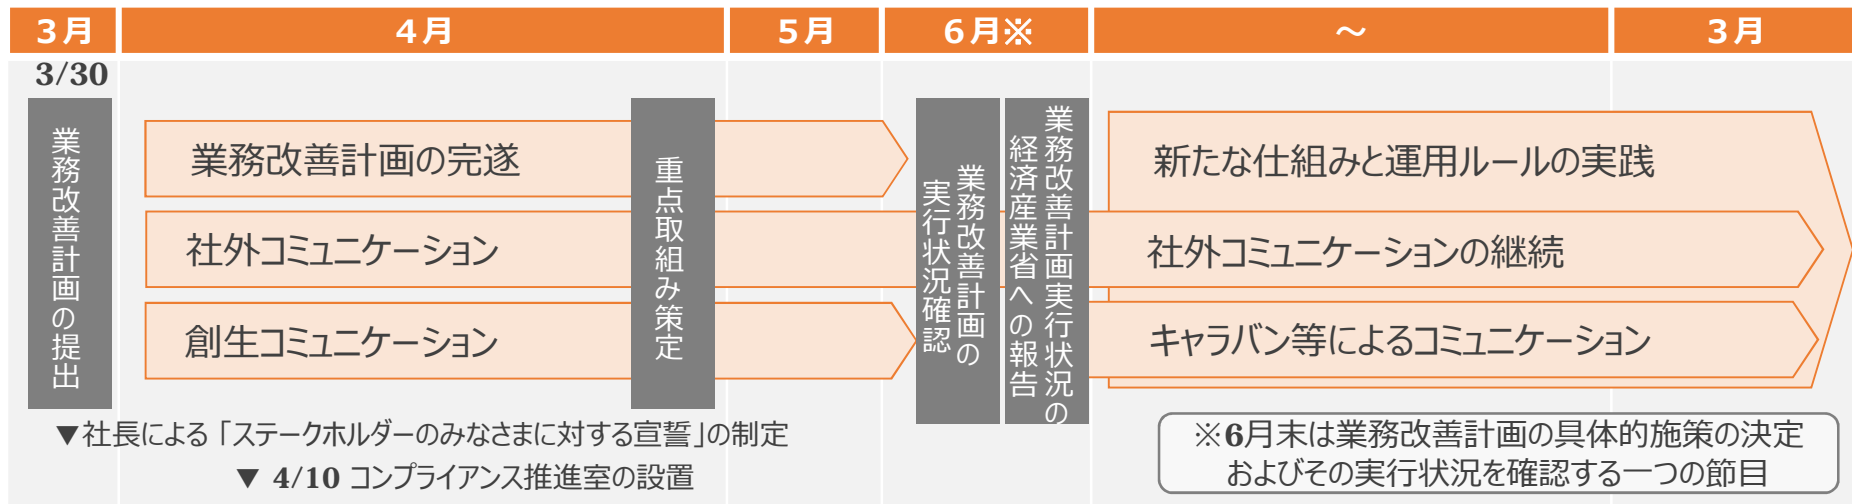 3月
4月
5月
6月※
～
3月
3/30
業務改善計画の提出
業務改善計画の完遂
社外コミュニケーション
創生コミュニケーション
重点取組み策定
業務改善計画の
実行状況確認
業務改善計画実行状況の
経済産業省への報告
新たな仕組みと運用ルールの実践
社外コミュニケーションの継続
キャラバン等によるコミュニケーション
▼社長による「ステークホルダーのみなさまに対する宣誓」の制定
▼ 4/10 コンプライアンス推進室の設置
※6月末は業務改善計画の具体的施策の決定
およびその実行状況を確認する一つの節目